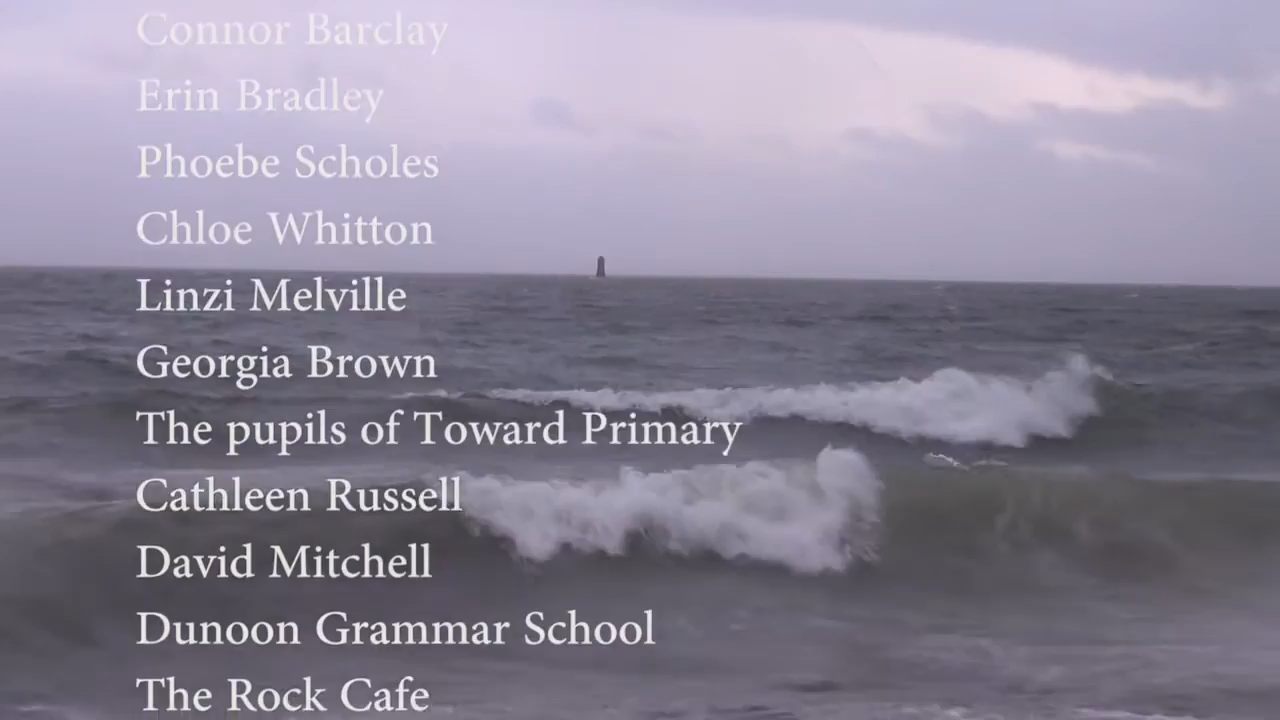 Connor Barclay
Erin Bradley
Phoebe Scholes
Chloe Whitton
Linzi Melville
Georgia Brown
The pupils of Toward Primary
Cathleen Russell
David Mitchell
Dunoon Grammar School
The Rock Cafe